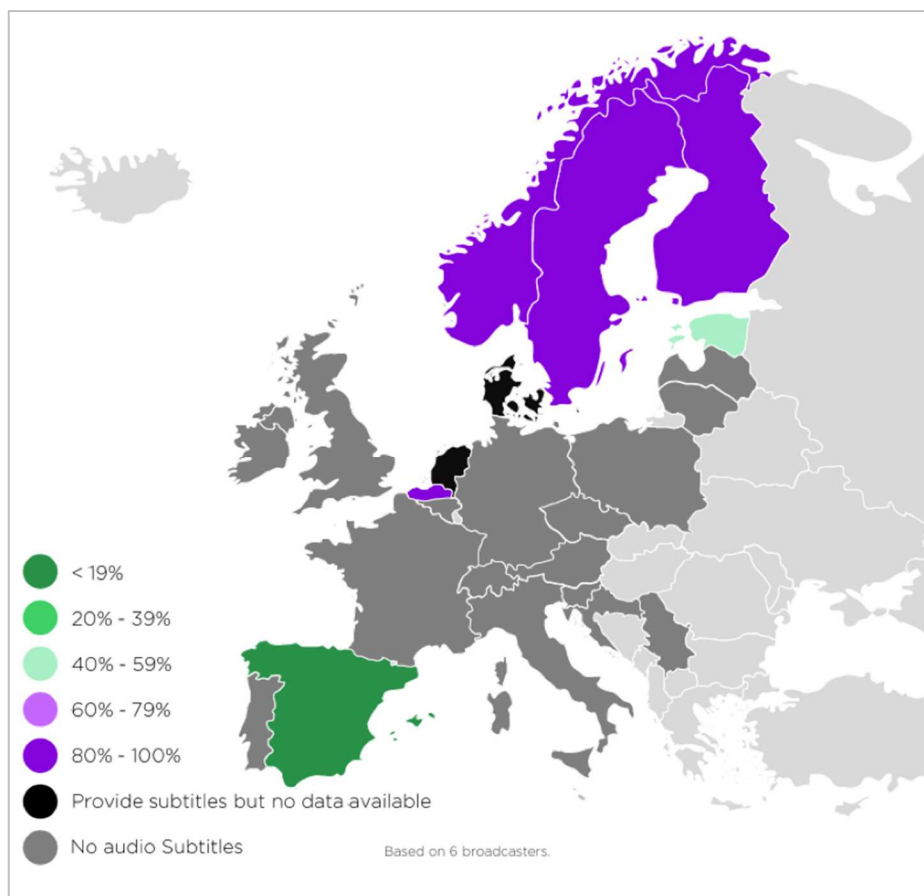 < 19%
20% - 39%
40% - 59%
60% - 79%
80% - 100%
Provide subtitles but no data available
No audio Subtitles
Based on 6 broadcasters.